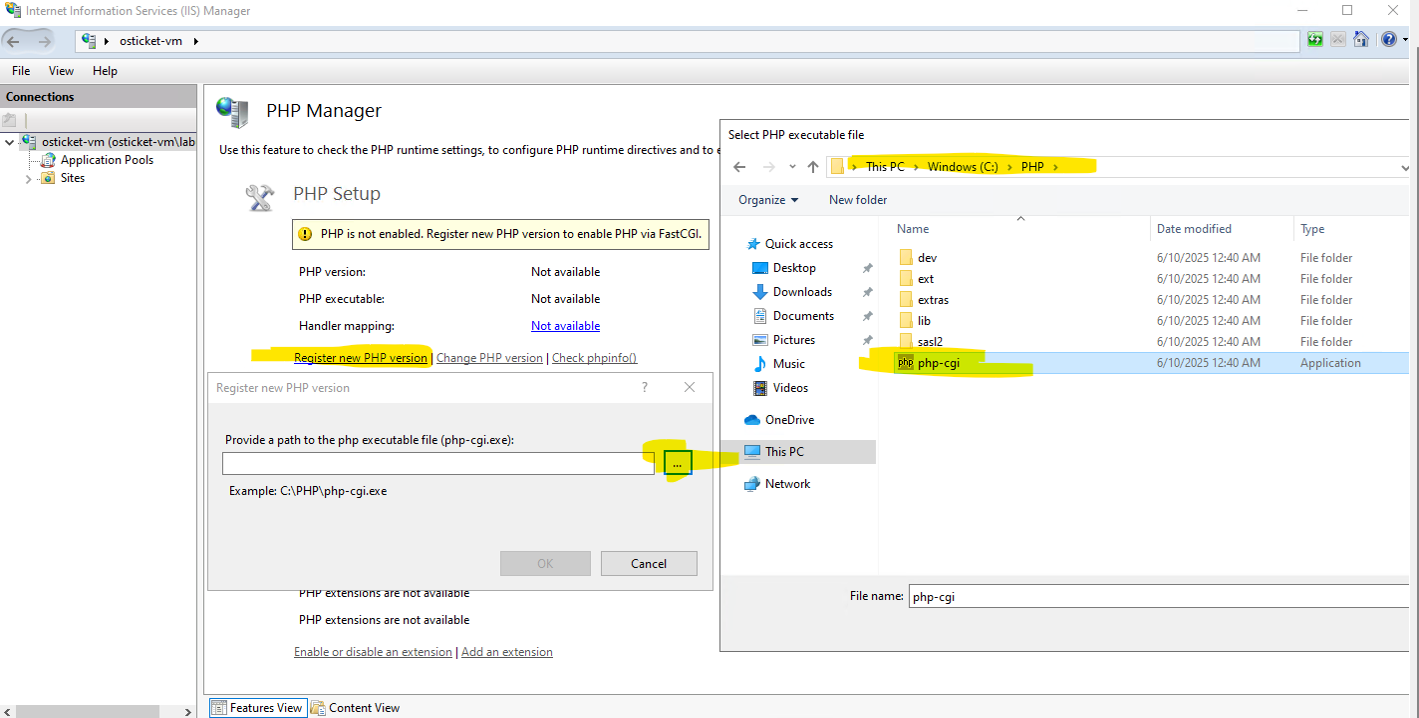 Internet Information Services (IIS) Manager
osticket-vm
File View Help
Connections
osticket-vm (osticket-vm\lab
Application Pools
Sites
PHP Manager
Use this feature to check the PHP runtime settings, to configure PHP runtime directives and to e
PHP Setup
PHP is not enabled. Register new PHP version to enable PHP via FastCGI.
PHP version: Not available
PHP executable: Not available
Handler mapping: Not available
Register new PHP version | Change PHP version | Check phpinfo()
Register new PHP version ?
Provide a path to the php executable file (php-cgi.exe):
...
Example: C:\PHP\php-cgi.exe
OK Cancel
PHP extensions are not available
PHP extensions are not available
Enable or disable an extension | Add an extension
Features View Content View
Select PHP executable file
This PC Windows (C:) PHP
Organize New folder
Quick access
Desktop
Downloads
Documents
Pictures
Music
Videos
OneDrive
This PC
Network
Name Date modified Type
dev 6/10/2025 12:40 AM File folder
ext 6/10/2025 12:40 AM File folder
extras 6/10/2025 12:40 AM File folder
lib 6/10/2025 12:40 AM File folder
sasl2 6/10/2025 12:40 AM File folder
php php-cgi 6/10/2025 12:40 AM Application
File name: php-cgi